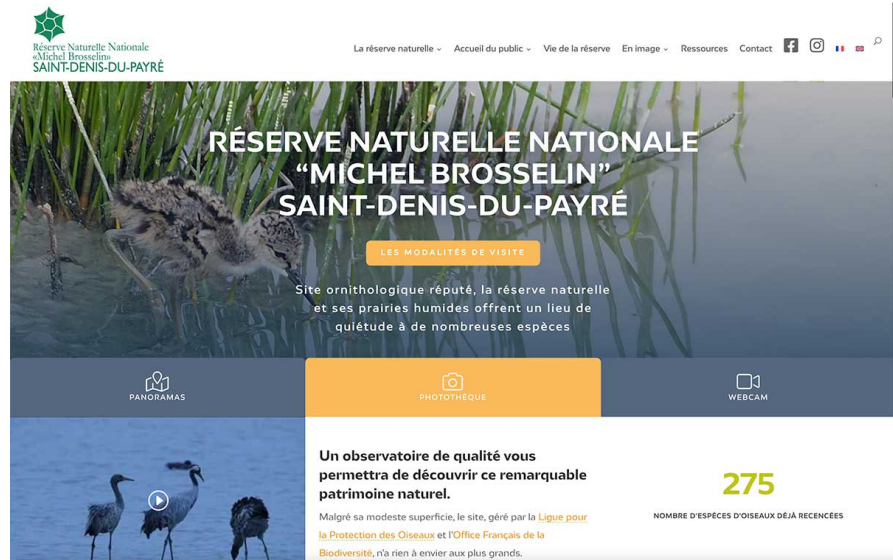 Réserve Naturelle Nationale
«Michel Brosselin»
SAINT-DENIS-DU-PAYRÉ
La réserve naturelle
Accueil du public
Vie de la réserve
En image
Ressources
Contact
RÉSERVE NATURELLE NATIONALE
“MICHEL BROSSELIN”
SAINT-DENIS-DU-PAYRÉ
LES MODALITÉS DE VISITE
Site ornithologique réputé, la réserve naturelle
et ses prairies humides offrent un lieu de
quiétude à de nombreuses espèces
PANORAMAS
PHOTOTHÈQUE
WEBCAM
Un observatoire de qualité vous
permettra de découvrir ce remarquable
patrimoine naturel.
Malgré sa modeste superficie, le site, géré par la Ligue pour
la Protection des Oiseaux et l'Office Français de la
Biodiversité, n'a rien à envier aux plus grands.
275
NOMBRE D'ESPÈCES D'OISEAUX DÉJÀ RECENCÉES